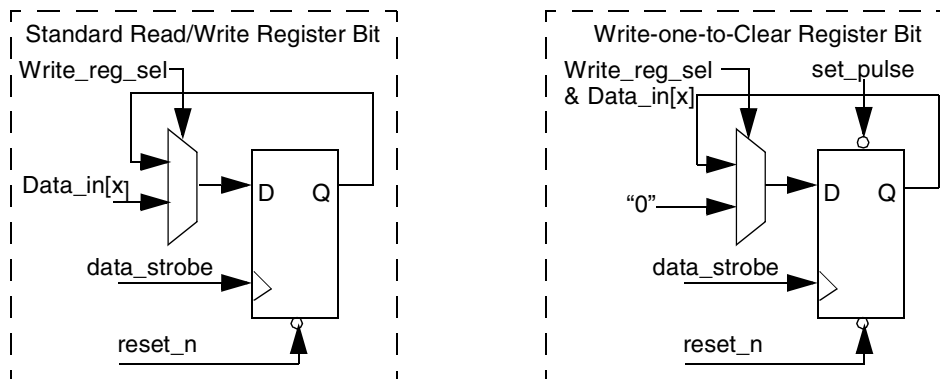 Standard Read/Write Register Bit
Write_reg_sel
Data_in[x]
D Q
data_strobe
reset_n
Write-one-to-Clear Register Bit
Write_reg_sel
& Data_in[x]
set_pulse
D Q
“0”
data_strobe
reset_n